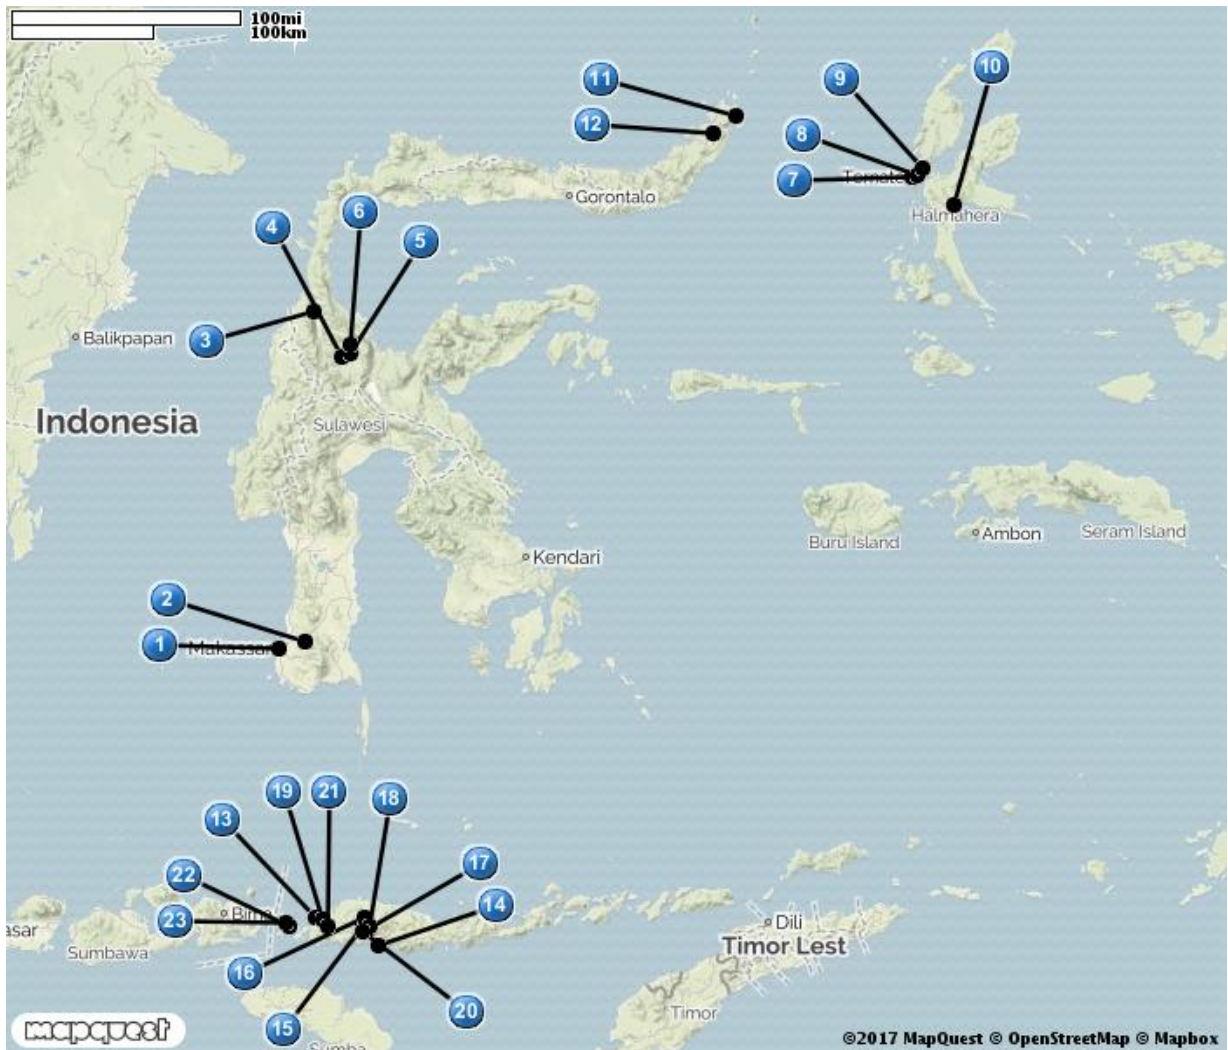 100mi
100km
10
11
9
12
8
7
Ternate
Gorontalo
Halmahera
6
4
5
3
Balikpapan
Indonesia
Sulawesi
Buru Island
Ambon
Seram Island
Kendari
2
1
Makassar
19
21
18
13
17
22
14
23
Bima
asar
Dili
Sumbawa
Timor Lest
16
20
Timor
15
Sumba
mapquest
©2017 MapQuest © OpenStreetMap © Mapbox